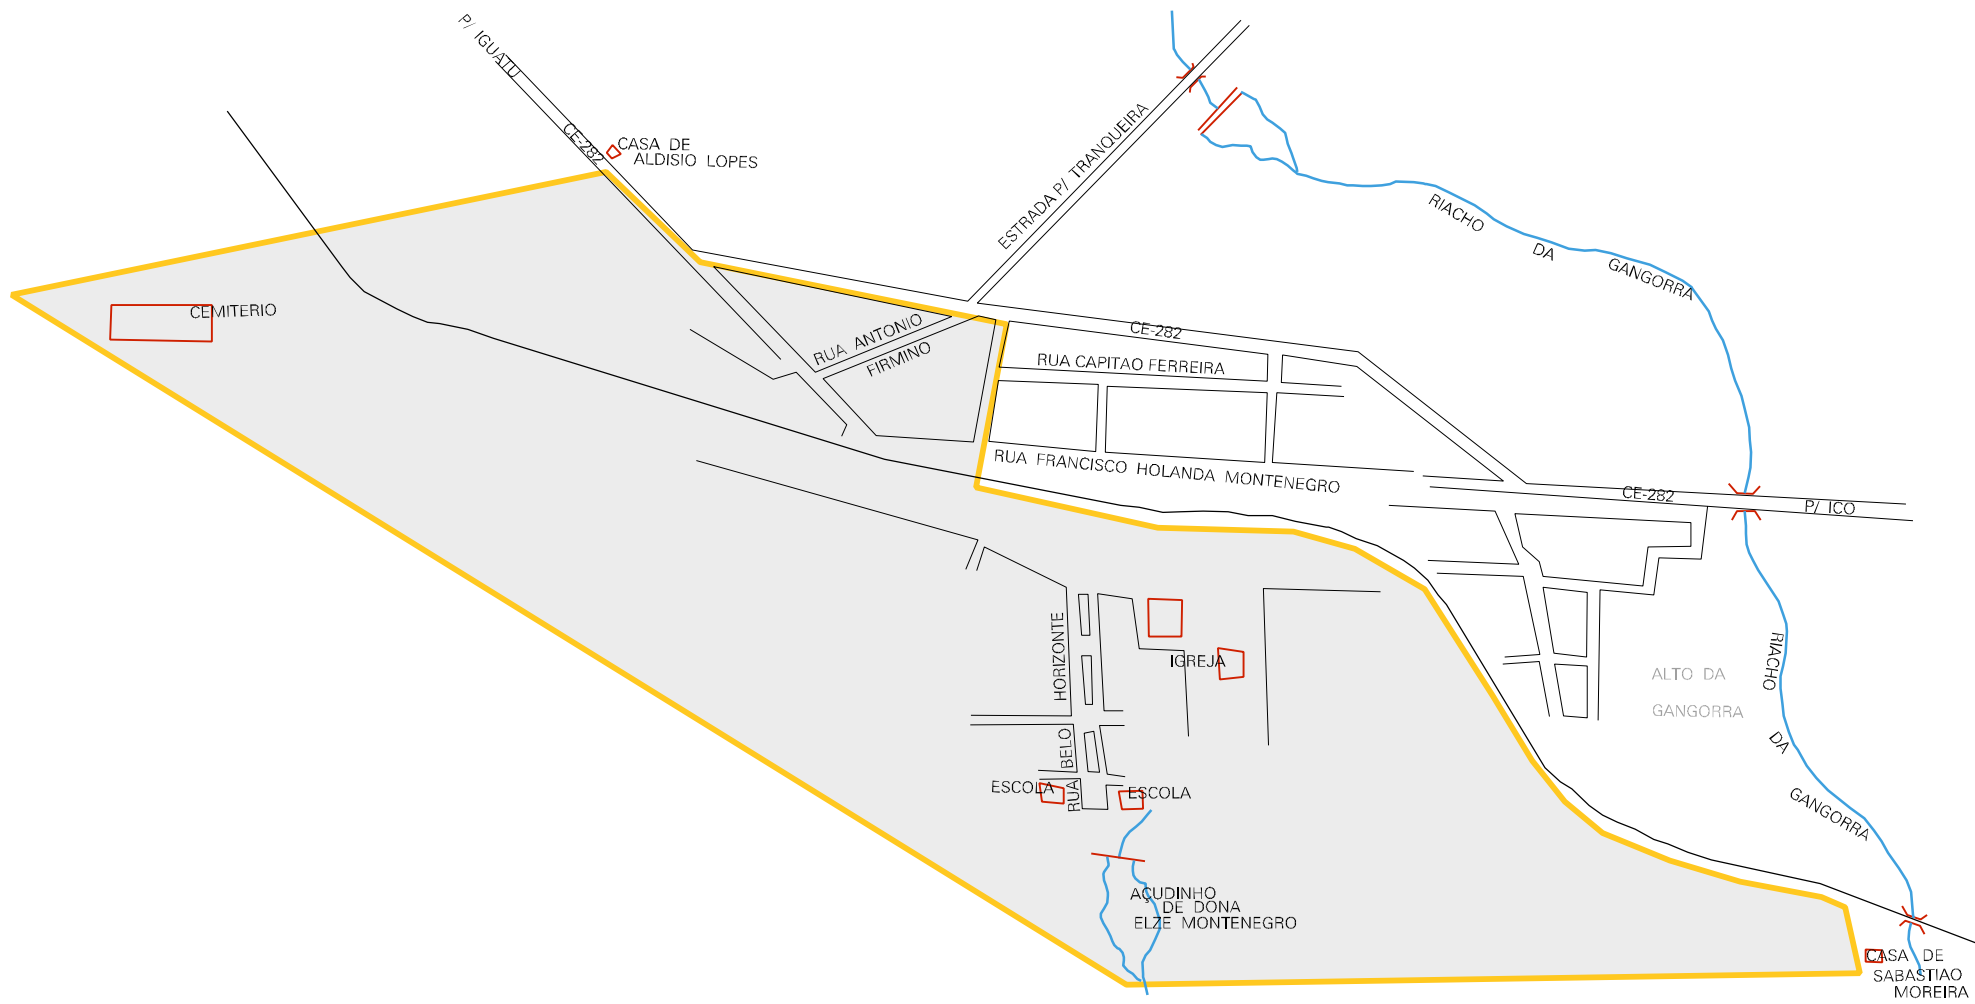 P/ IGUATU
CE-282
CASA DE
ALDISIO LOPES
ESTRADA P/ TRANQUEIRA
RIACHO
DA
GANGORRA
CEMITERIO
RUA ANTONIO
FIRMINO
CE-282
RUA CAPITAO FERREIRA
RUA FRANCISCO HOLANDA MONTENEGRO
CE-282
P/ ICO
RUA BELO HORIZONTE
IGREJA
ALTO DA
GANGORRA
RIACHO
DA
GANGORRA
ESCOLA
ESCOLA
AÇUDINHO
DE DONA
ELZE MONTENEGRO
CASA DE
SABASTIAO
MOREIRA